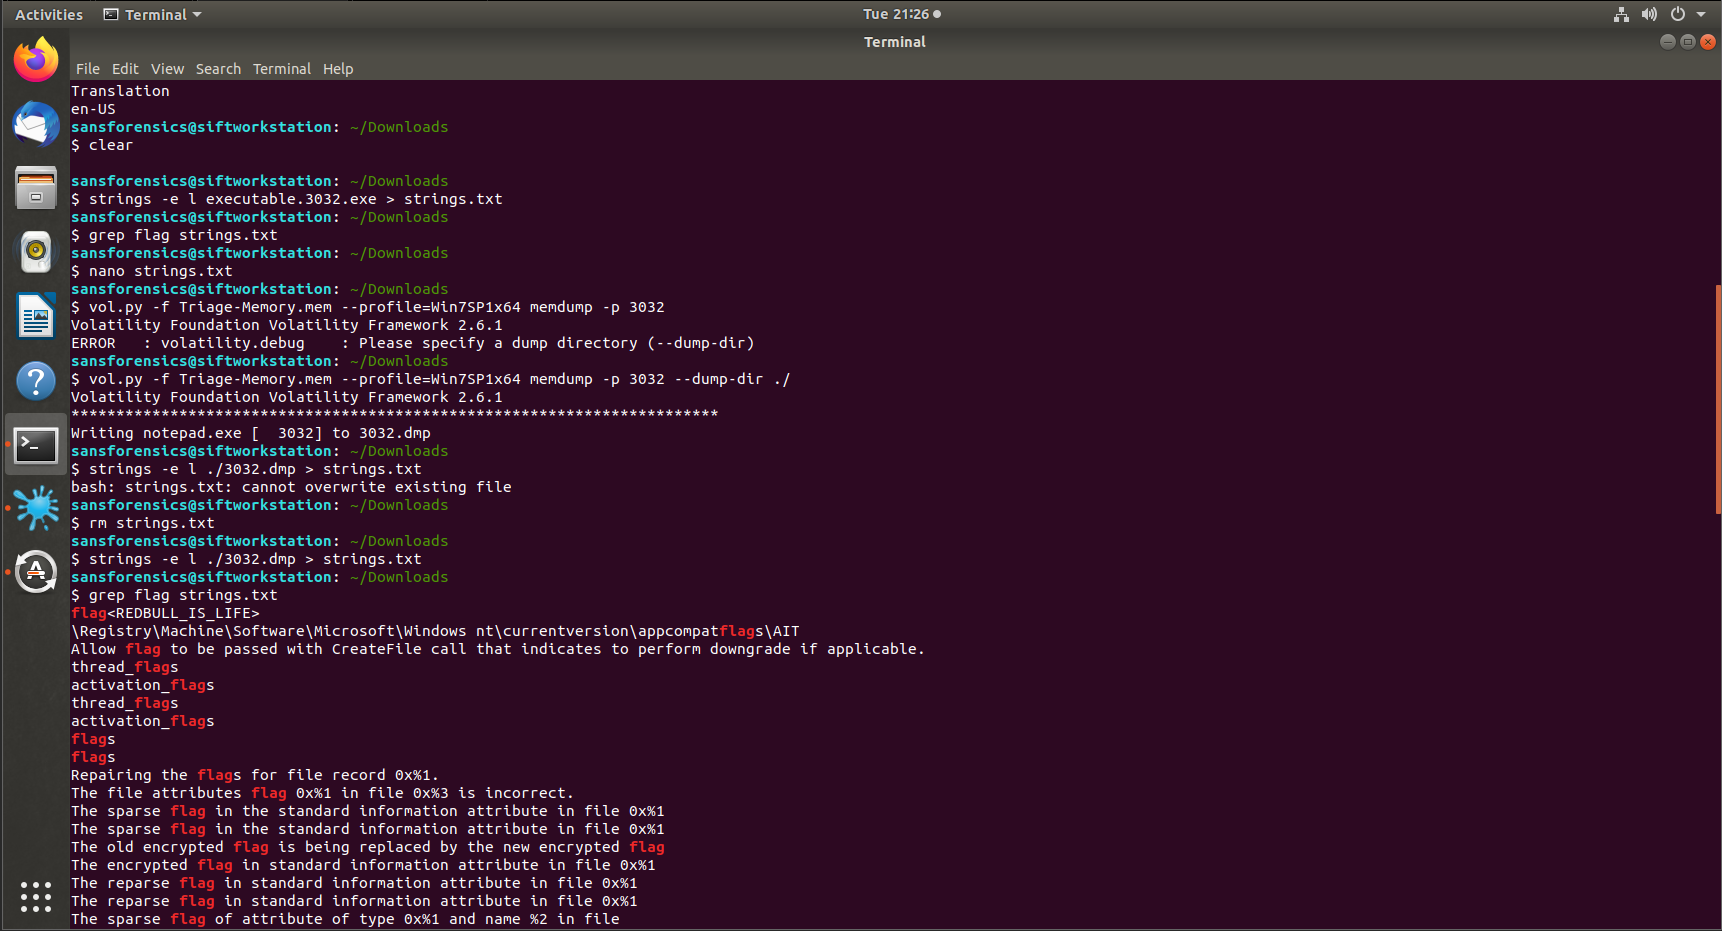 Activities Terminal Tue 21:26
Terminal
File Edit View Search Terminal Help
Translation
en-US
sansforensics@siftworkstation: ~/Downloads
$ clear
sansforensics@siftworkstation: ~/Downloads
$ strings -e l executable.3032.exe > strings.txt
sansforensics@siftworkstation: ~/Downloads
$ grep flag strings.txt
sansforensics@siftworkstation: ~/Downloads
$ nano strings.txt
sansforensics@siftworkstation: ~/Downloads
$ vol.py -f Triage-Memory.mem --profile=Win7SP1x64 memdump -p 3032
Volatility Foundation Volatility Framework 2.6.1
ERROR   : volatility.debug    : Please specify a dump directory (--dump-dir)
sansforensics@siftworkstation: ~/Downloads
$ vol.py -f Triage-Memory.mem --profile=Win7SP1x64 memdump -p 3032 --dump-dir ./
Volatility Foundation Volatility Framework 2.6.1
************************************************************************
Writing notepad.exe [  3032] to 3032.dmp
sansforensics@siftworkstation: ~/Downloads
$ strings -e l ./3032.dmp > strings.txt
bash: strings.txt: cannot overwrite existing file
sansforensics@siftworkstation: ~/Downloads
$ rm strings.txt
sansforensics@siftworkstation: ~/Downloads
$ strings -e l ./3032.dmp > strings.txt
sansforensics@siftworkstation: ~/Downloads
$ grep flag strings.txt
flag<REDBULL_IS_LIFE>
\Registry\Machine\Software\Microsoft\Windows nt\currentversion\appcompatflags\AIT
Allow flag to be passed with CreateFile call that indicates to perform downgrade if applicable.
thread_flags
activation_flags
thread_flags
activation_flags
flags
flags
Repairing the flags for file record 0x%1.
The file attributes flag 0x%1 in file 0x%3 is incorrect.
The sparse flag in the standard information attribute in file 0x%1
The sparse flag in the standard information attribute in file 0x%1
The old encrypted flag is being replaced by the new encrypted flag
The encrypted flag in standard information attribute in file 0x%1
The reparse flag in standard information attribute in file 0x%1
The reparse flag in standard information attribute in file 0x%1
The sparse flag of attribute of type 0x%1 and name %2 in file